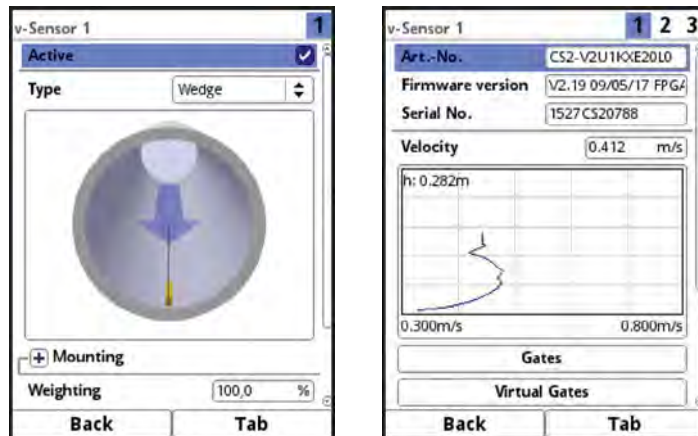 v-Sensor 1 1
Active
Type Wedge
+ Mounting
Weighting 100,0 %
Back Tab
v-Sensor 1 1 2 3
Art.-No. CS2-V2U1KXE20L0
Firmware version V2.19 09/05/17 FPGA
Serial No. 1527CS20788
Velocity 0.412 m/s
h: 0.282m
0.300m/s 0.800m/s
Gates
Virtual Gates
Back Tab